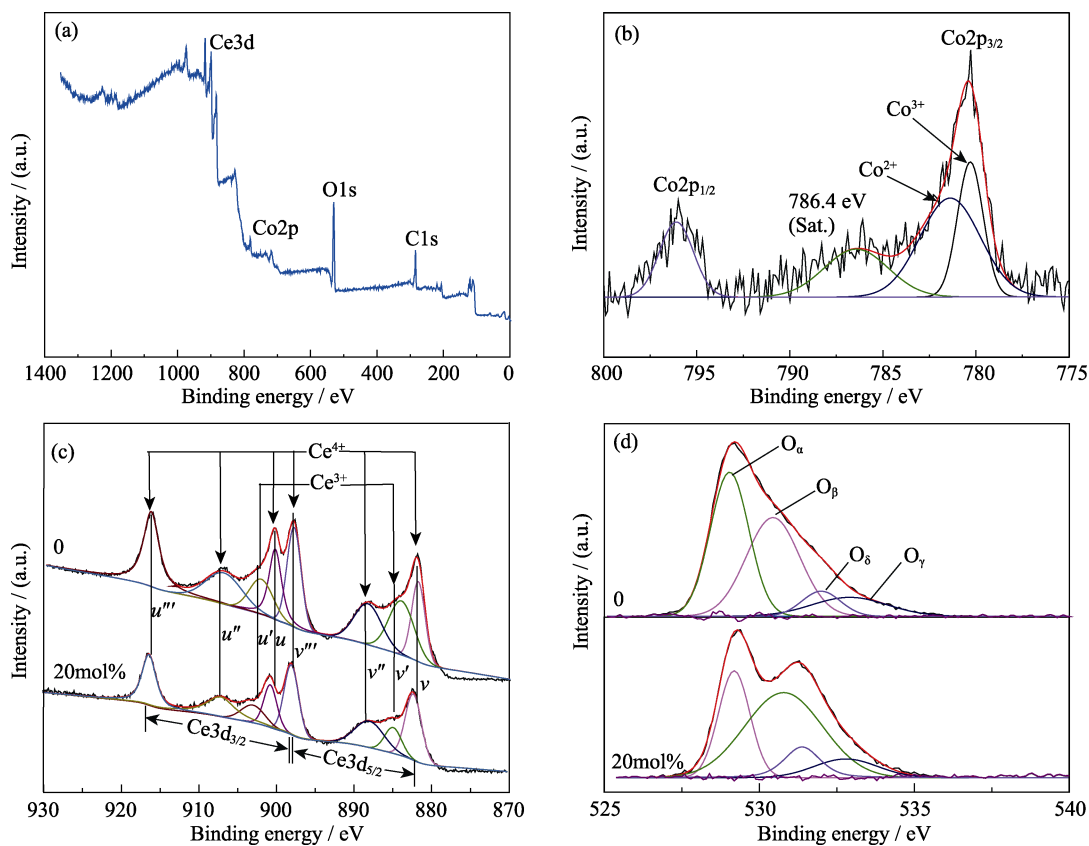 (a)
Ce3d
O1s
Co2p
C1s
Intensity / (a.u.)
1400 1200 1000 800 600 400 200 0
Binding energy / eV
(b)
Co2p3/2
Co3+
Co2+
Co2p1/2
786.4 eV
(Sat.)
Intensity / (a.u.)
800 795 790 785 780 775
Binding energy / eV
(c)
Ce4+
Ce3+
0
u''' u'' u' u v''' v'' v' v
20mol%
Ce3d3/2
Ce3d5/2
Intensity / (a.u.)
930 920 910 900 890 880 870
Binding energy / eV
(d)
Oα
Oβ
Oδ Oγ
0
20mol%
Intensity / (a.u.)
525 530 535 540
Binding energy / eV